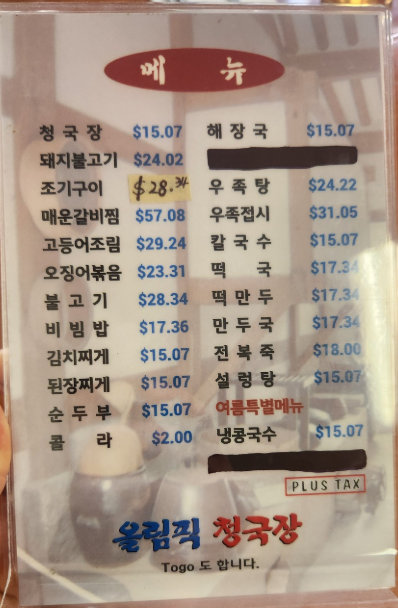 메 뉴
청 국 장 $15.07
돼지불고기 $24.02
조기구이 $28.34
매운갈비찜 $57.08
고등어조림 $29.24
오징어볶음 $23.31
불 고 기 $28.34
비 빔 밥 $17.36
김치찌게 $15.07
된장찌게 $15.07
순 두 부 $15.07
콜 라 $2.00
해 장 국 $15.07
우 족 탕 $24.22
우족접시 $31.05
칼 국 수 $15.07
떡 국 $17.34
떡 만 두 $17.34
만 두 국 $17.34
전 복 죽 $18.00
설 렁 탕 $15.07
여름특별메뉴
냉콩국수 $15.07
PLUS TAX
올림픽 청국장
Togo 도 합니다.